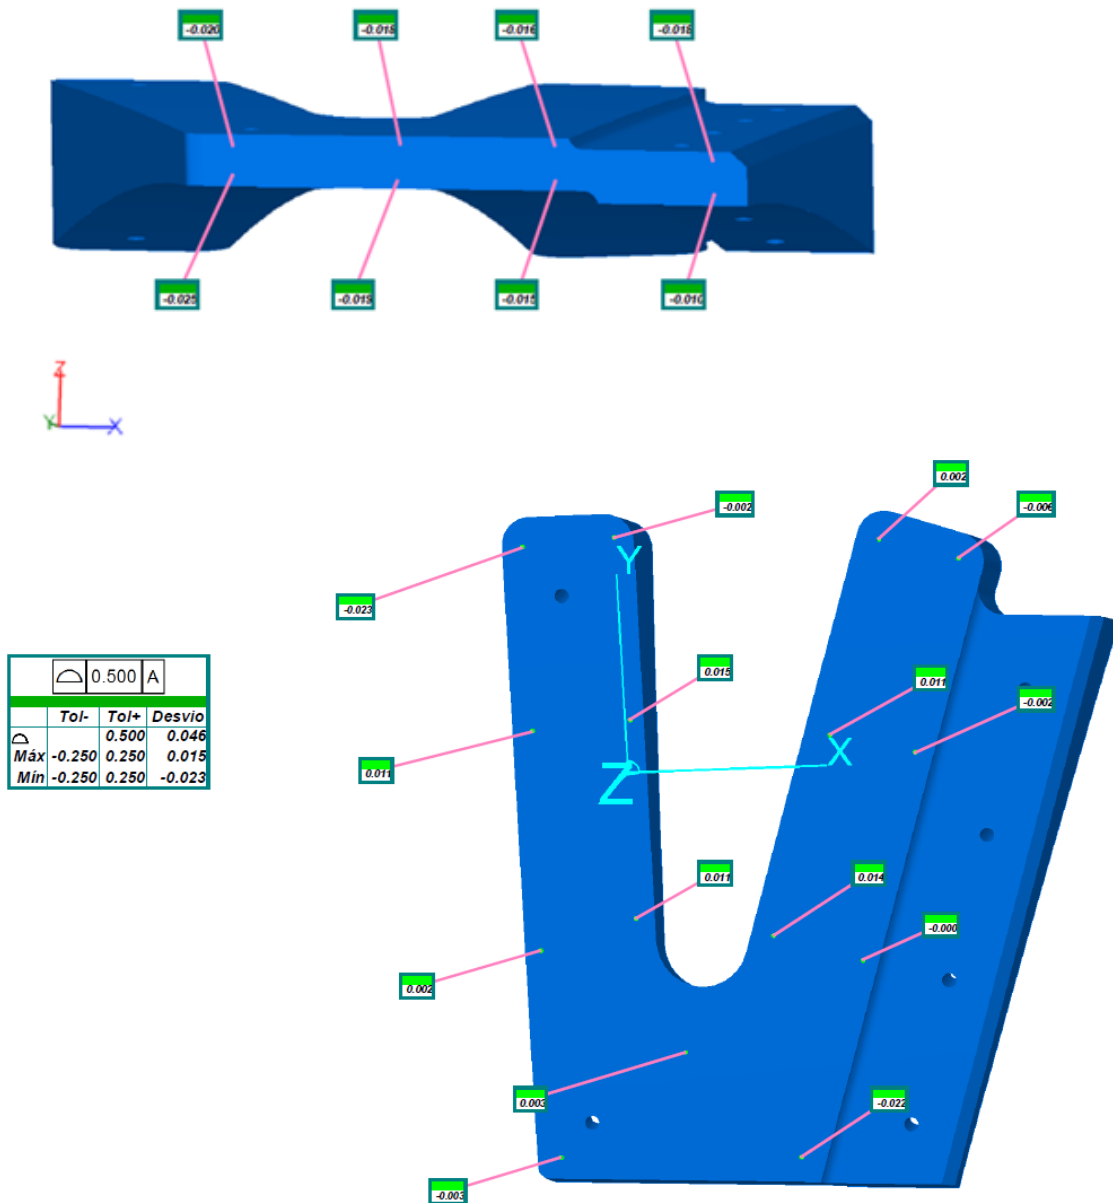 -0.020 -0.018 -0.016 -0.018
-0.025 -0.019 -0.015 -0.010
Z
Y X
0.002
-0.002 -0.006
-0.023
Y
0.015 0.011
-0.002
0.500 A
Tol- Tol+ Desvio
0.500 0.046
Máx -0.250 0.250 0.015
Mín -0.250 0.250 -0.023
0.011
X
Z
0.011 0.014
-0.000
0.002
0.003 -0.022
-0.003